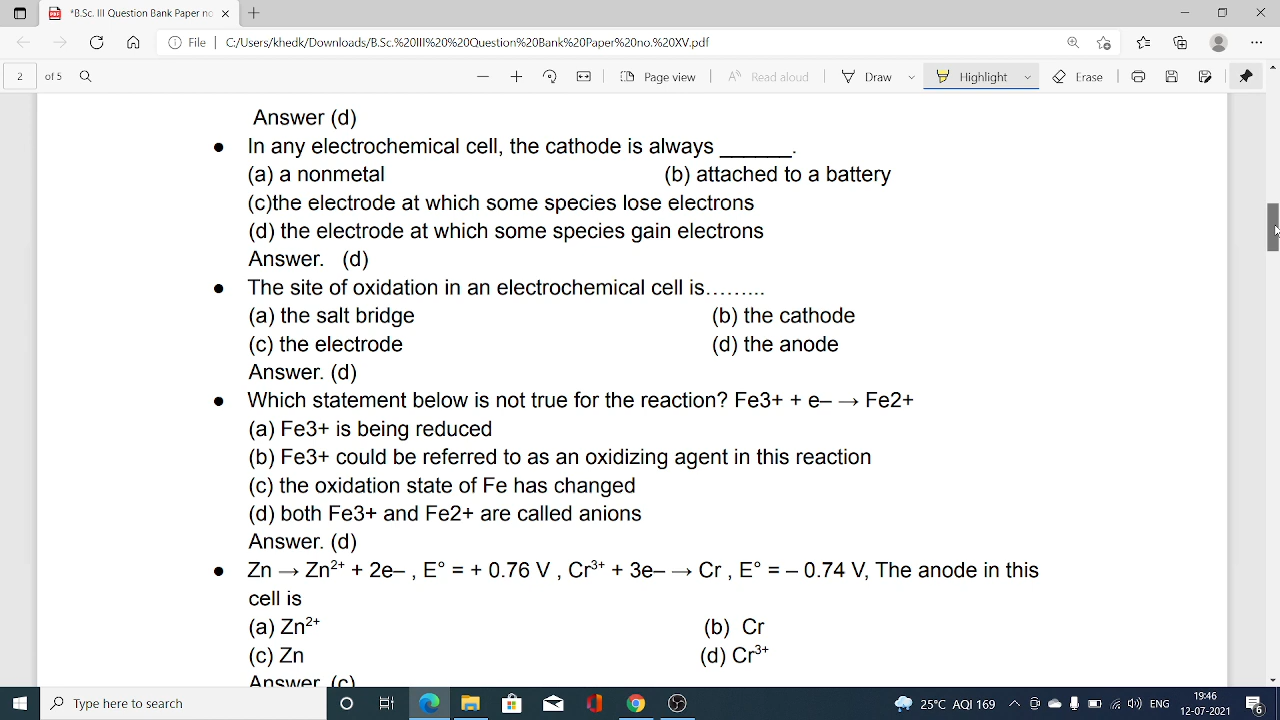 *B.Sc. III Question Bank Paper no
File | C:/Users/khedk/Downloads/B.Sc.%20III%20%20Question%20Bank%20Paper%20no.%20XV.pdf
2 of 5 Page view Read aloud Draw Highlight Erase
Answer (d)
● In any electrochemical cell, the cathode is always ______.
(a) a nonmetal (b) attached to a battery
(c)the electrode at which some species lose electrons
(d) the electrode at which some species gain electrons
Answer. (d)
● The site of oxidation in an electrochemical cell is.........
(a) the salt bridge (b) the cathode
(c) the electrode (d) the anode
Answer. (d)
● Which statement below is not true for the reaction? Fe3+ + e– → Fe2+
(a) Fe3+ is being reduced
(b) Fe3+ could be referred to as an oxidizing agent in this reaction
(c) the oxidation state of Fe has changed
(d) both Fe3+ and Fe2+ are called anions
Answer. (d)
● Zn → Zn²⁺ + 2e– , E° = + 0.76 V , Cr³⁺ + 3e– → Cr , E° = – 0.74 V, The anode in this
cell is
(a) Zn²⁺ (b) Cr
(c) Zn (d) Cr³⁺
Answer (c)
Type here to search 25°C AQI 169 ENG 19:46
12-07-2021 6